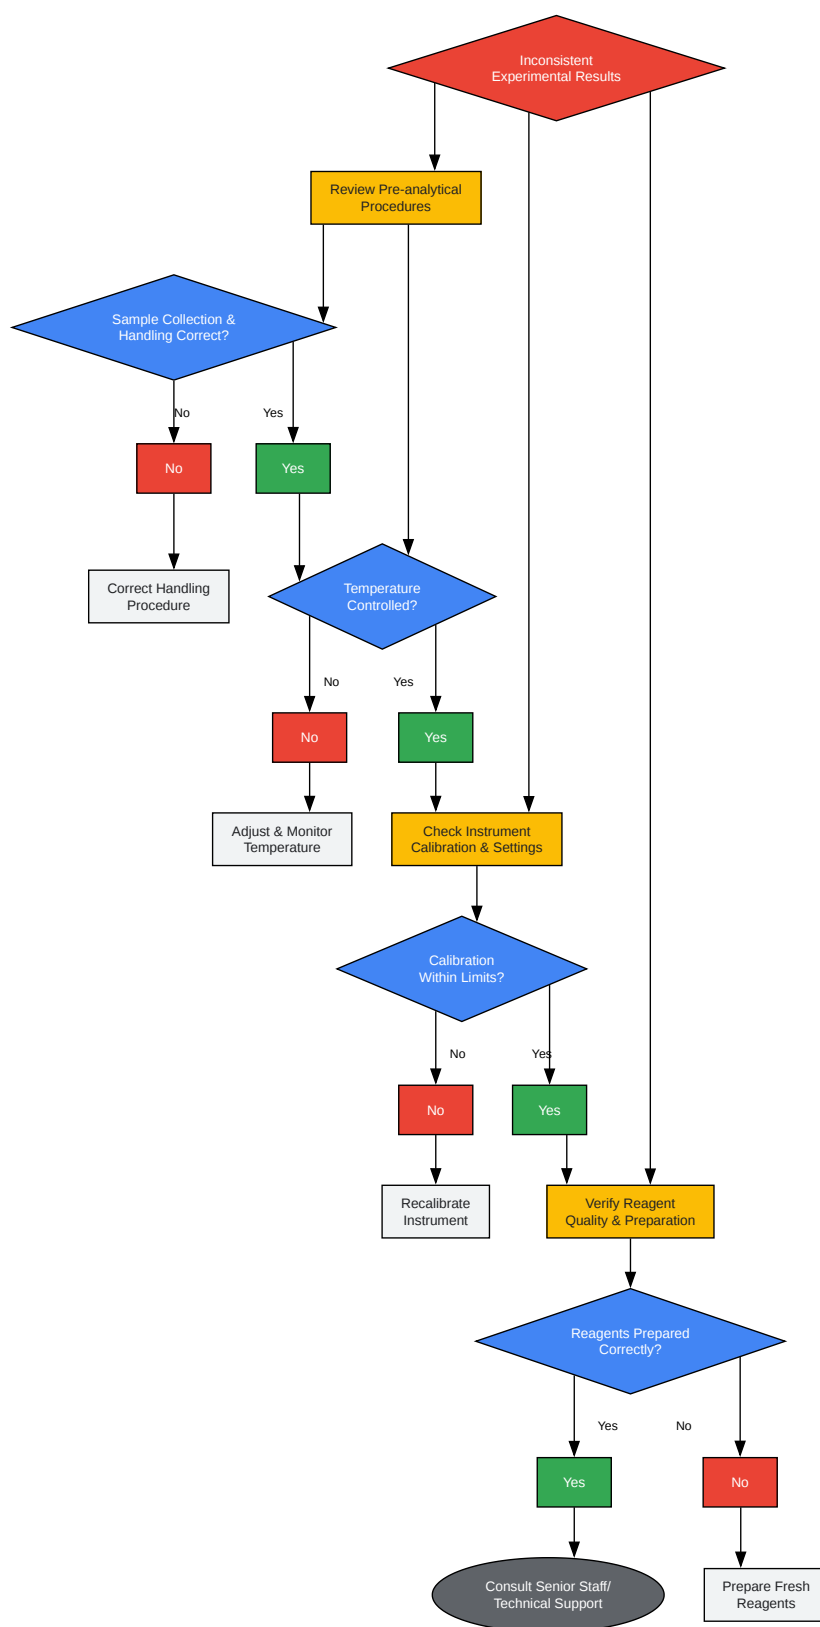 Inconsistent
Experimental Results
Review Pre-analytical
Procedures
Sample Collection &
Handling Correct?
No
Yes
No
Yes
Correct Handling
Procedure
Temperature
Controlled?
No
Yes
No
Yes
Adjust & Monitor
Temperature
Check Instrument
Calibration & Settings
Calibration
Within Limits?
No
Yes
No
Yes
Recalibrate
Instrument
Verify Reagent
Quality & Preparation
Reagents Prepared
Correctly?
Yes
No
Yes
No
Consult Senior Staff/
Technical Support
Prepare Fresh
Reagents